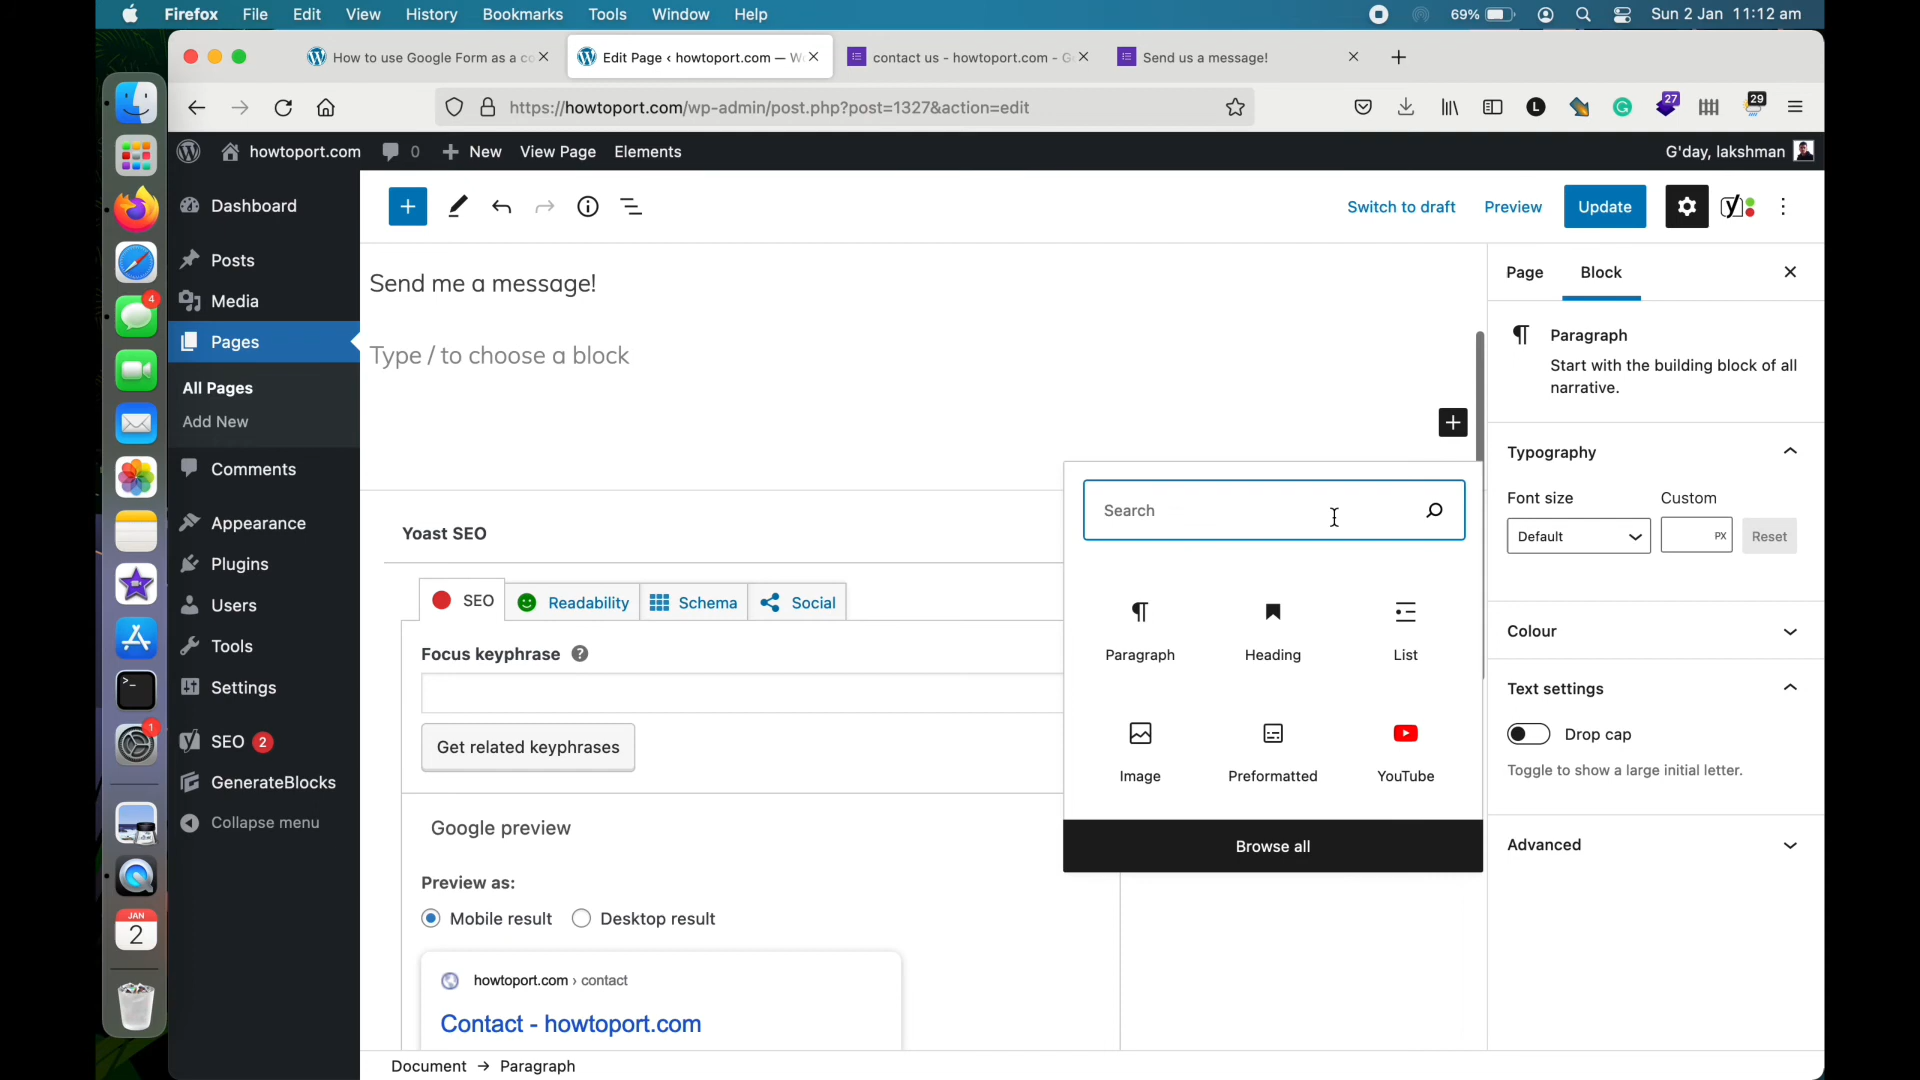 Firefox File Edit View History Bookmarks Tools Window Help 69% Sun 2 Jan 11:12 am
How to use Google Form as a co
Edit Page ‹ howtoport.com — W
contact us - howtoport.com - G
Send us a message!
https://howtoport.com/wp-admin/post.php?post=1327&action=edit
L
27
29
howtoport.com 0 New View Page Elements G'day, lakshman
Dashboard
Posts
Media
Pages
All Pages
Add New
Comments
Appearance
Plugins
Users
Tools
Settings
SEO 2
GenerateBlocks
Collapse menu
4
1
JAN
2
Switch to draft Preview Update
Send me a message!
Type / to choose a block
Yoast SEO
SEO Readability Schema Social
Focus keyphrase
Get related keyphrases
Google preview
Preview as:
Mobile result Desktop result
howtoport.com › contact
Contact - howtoport.com
Search
Paragraph Heading List
Image Preformatted YouTube
Browse all
Page Block
Paragraph
Start with the building block of all
narrative.
Typography
Font size Custom
Default PX Reset
Colour
Text settings
Drop cap
Toggle to show a large initial letter.
Advanced
Document → Paragraph